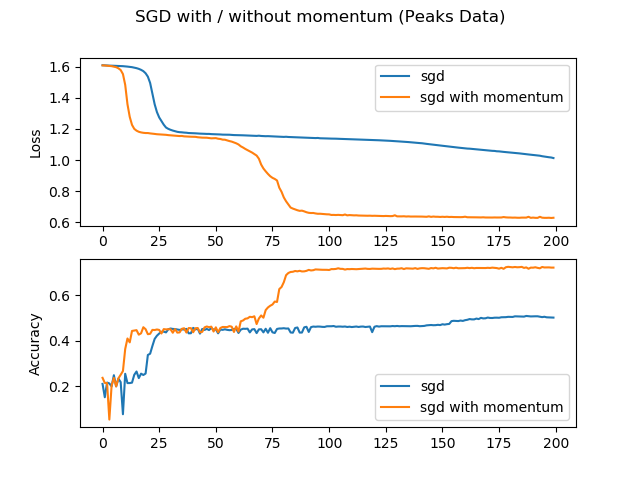 SGD with / without momentum (Peaks Data)
1.6
1.4
1.2
1.0
0.8
0.6
Loss
sgd
sgd with momentum
0 25 50 75 100 125 150 175 200
0.6
0.4
0.2
Accuracy
sgd
sgd with momentum
0 25 50 75 100 125 150 175 200